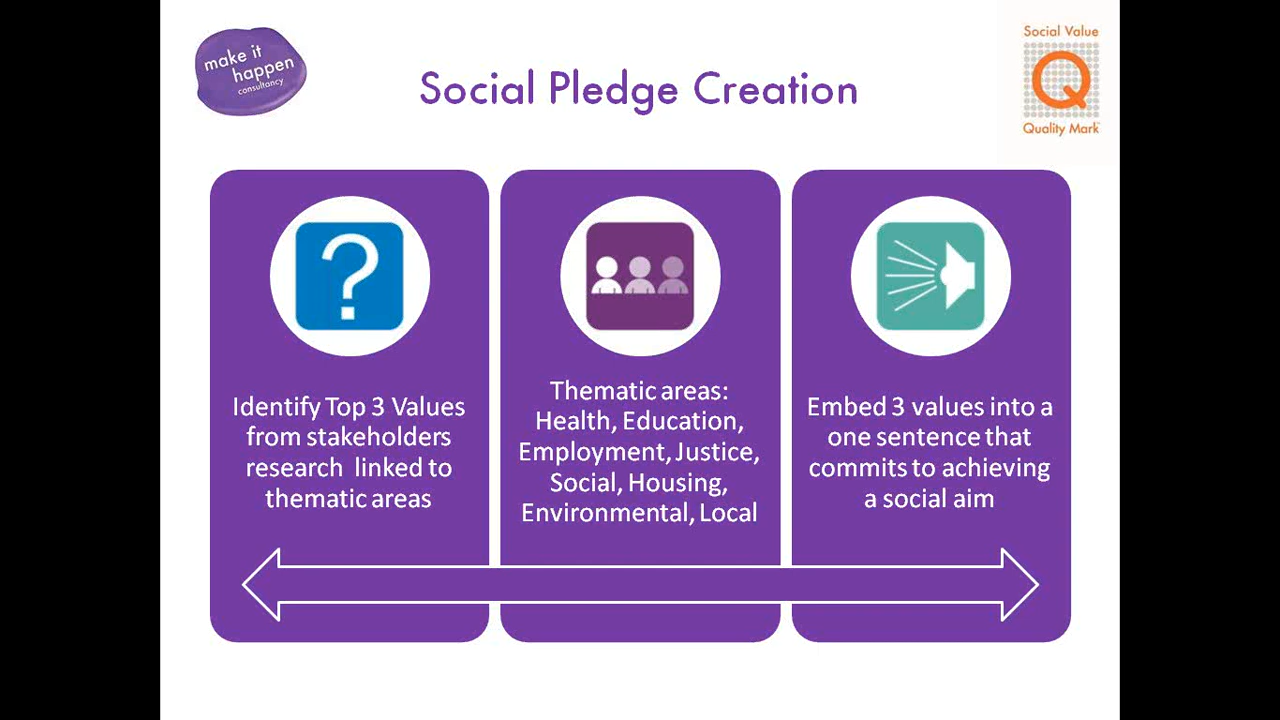 make it
happen
consultancy
Social Pledge Creation
Social Value
Q
Quality Mark™
?
Identify Top 3 Values
from stakeholders
research linked to
thematic areas
Thematic areas:
Health, Education,
Employment, Justice,
Social, Housing,
Environmental, Local
Embed 3 values into a
one sentence that
commits to achieving
a social aim